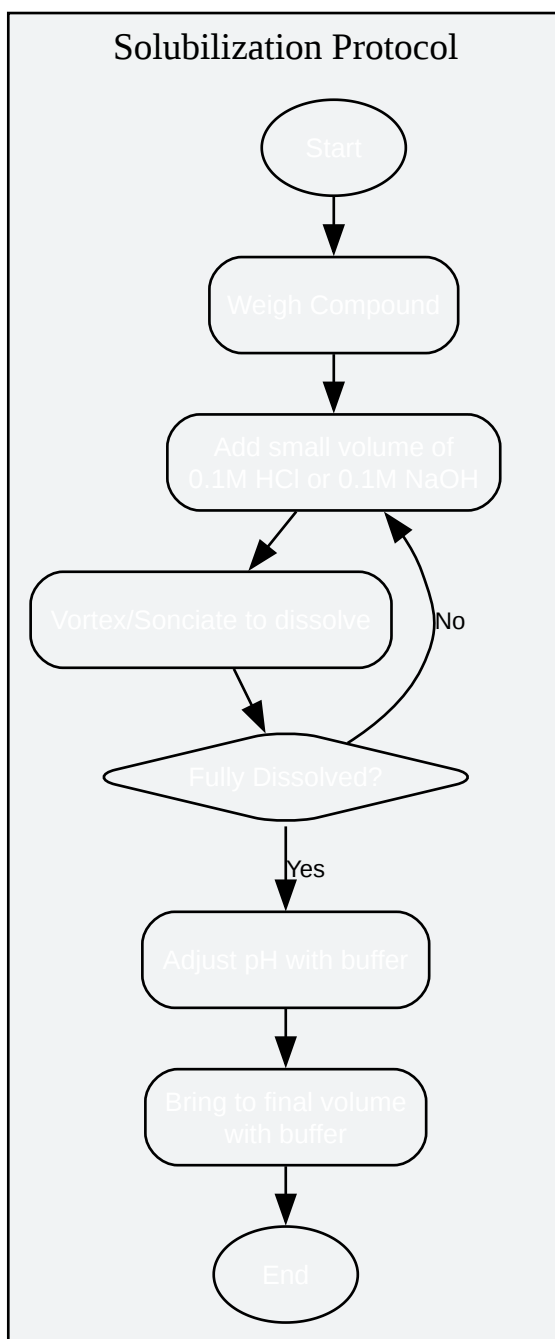 Solubilization Protocol
Start
Weigh Compound
Add small volume of
0.1M HCl or 0.1M NaOH
Vortex/Sonciate to dissolve
No
Fully Dissolved?
Yes
Adjust pH with buffer
Bring to final volume
with buffer
End